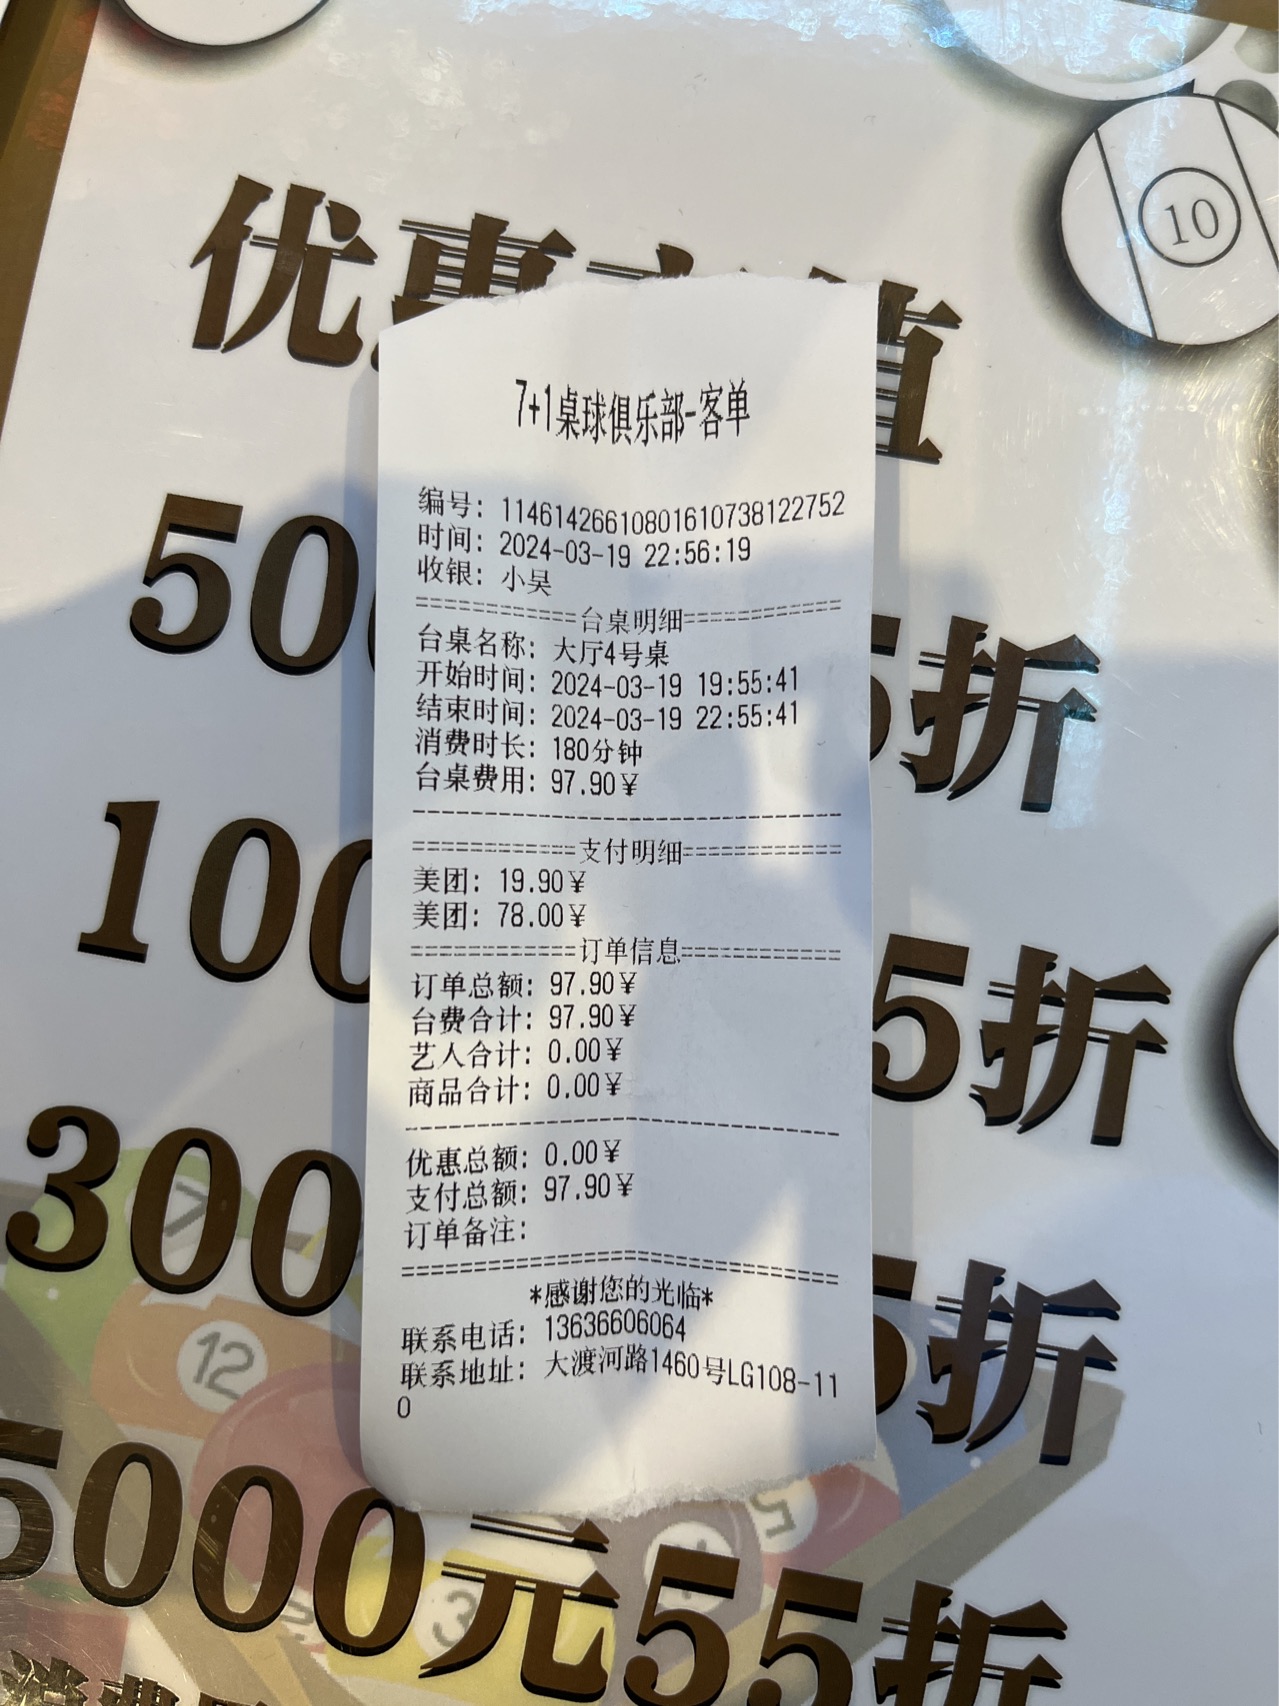 优惠
10
7+1桌球俱乐部-客单
编号: 1146142661080161073812275​2
时间: 2024-03-19 22:56:19
收银: 小吴
===========台桌明细===========
台桌名称: 大厅4号桌
开始时间: 2024-03-19 19:55:41
结束时间: 2024-03-19 22:55:41
消费时长: 180分钟
台桌费用: 97.90¥
===========支付明细===========
美团: 19.90¥
美团: 78.00¥
===========订单信息===========
订单总额: 97.90¥
台费合计: 97.90¥
艺人合计: 0.00¥
商品合计: 0.00¥
优惠总额: 0.00¥
支付总额: 97.90¥
订单备注:
*感谢您的光临*
联系电话: 13636606064
联系地址: 大渡河路1460号LG108-11
0
50 5折
100 5折
300 5折
5000元55折
12
3
5